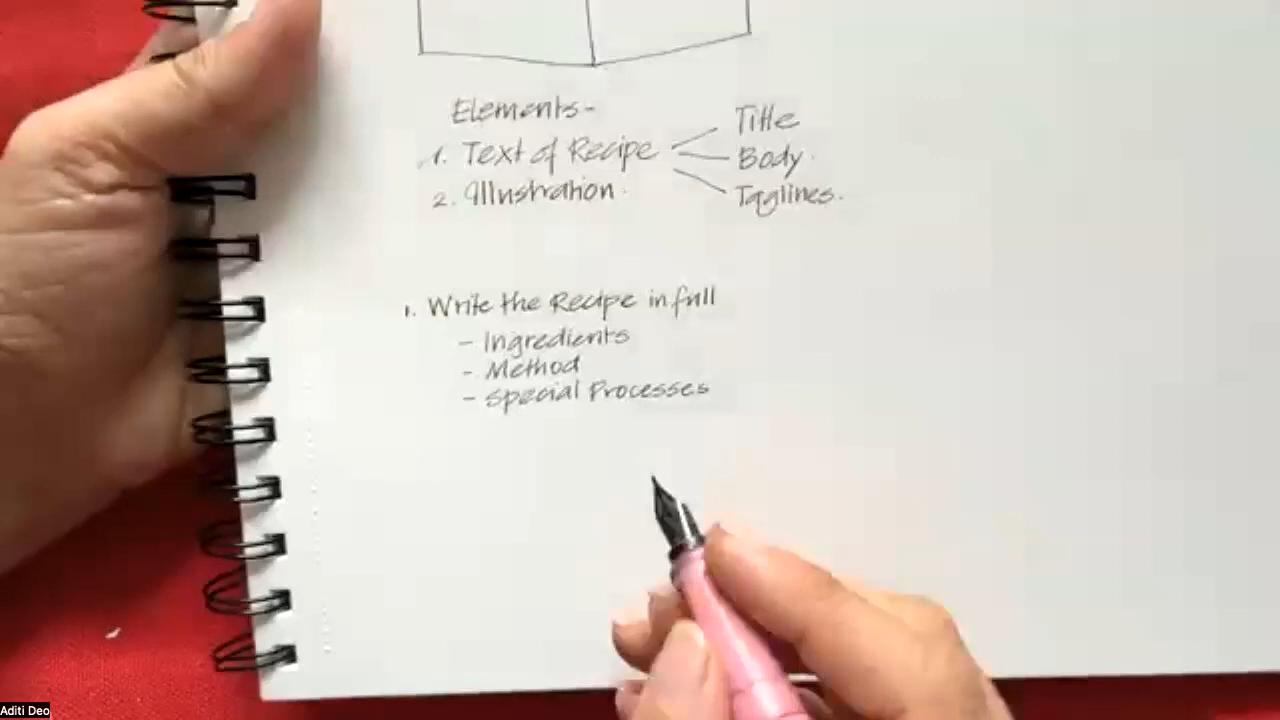 Elements-
1. Text of Recipe
Title
Body.
Taglines.
2. Illustration.
1. Write the Recipe in full
- Ingredients
- Method
- Special Processes
Aditi Deo